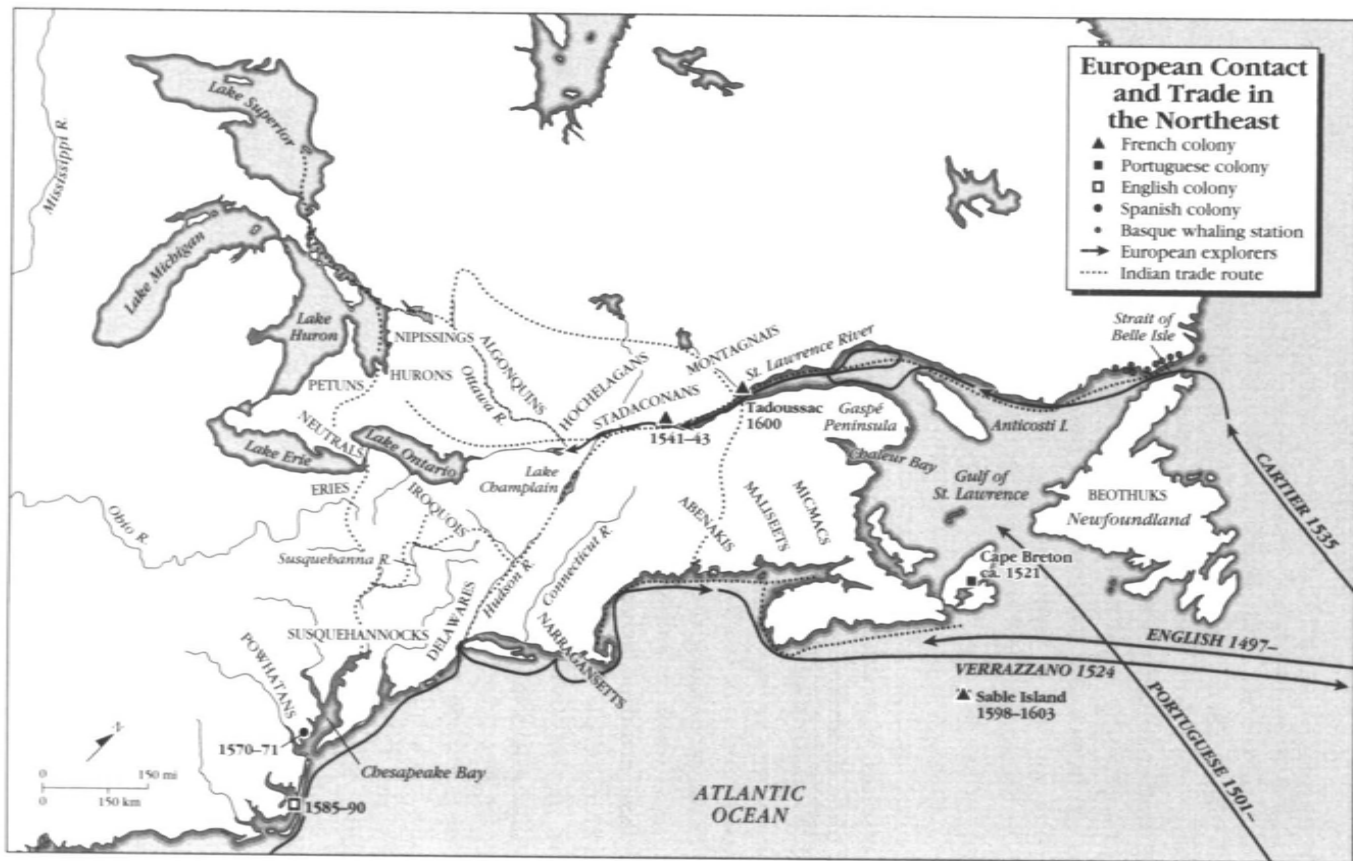 European Contact
and Trade in
the Northeast
French colony
Portuguese colony
English colony
Spanish colony
Basque whaling station
European explorers
Indian trade route
Mississippi R.
Lake Superior
Lake Michigan
Lake
Huron
NIPISSINGS
PETUNS
HURONS
ALGONQUINS
Ottawa R.
HOCHELAGANS
STADACONANS
MONTAGNAIS
St. Lawrence River
Strait of
Belle Isle
Tadoussac
1600
1541–43
Gaspé
Peninsula
Anticosti I.
Chaleur Bay
Gulf of
St. Lawrence
BEOTHUKS
Newfoundland
CARTIER 1535
NEUTRALS
Lake Erie
Lake Ontario
ERIES
IROQUOIS
Lake
Champlain
Ohio R.
Susquehanna R.
Hudson R.
Connecticut R.
ABENAKIS
MALISEETS
MICMACS
Cape Breton
ca. 1521
SUSQUEHANNOCKS
DELAWARES
NARRAGANSETTS
POWHATANS
ENGLISH 1497–
VERRAZZANO 1524
Sable Island
1598–1603
PORTUGUESE 1501–
1570–71
Chesapeake Bay
1585–90
0 150 mi
0 150 km
ATLANTIC
OCEAN